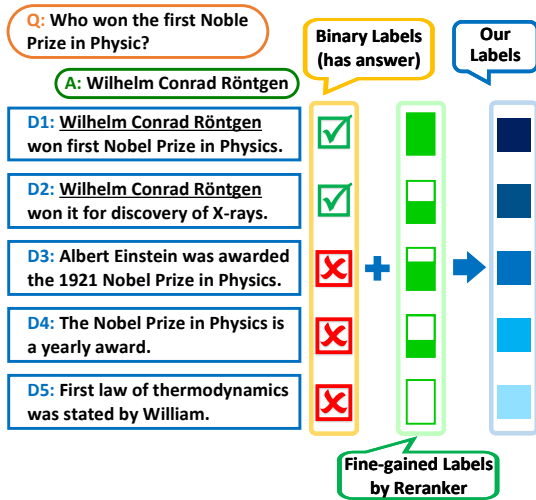 Q: Who won the first Noble
Prize in Physic?
A: Wilhelm Conrad Röntgen
Binary Labels
(has answer)
Our
Labels
D1: Wilhelm Conrad Röntgen
won first Nobel Prize in Physics.
D2: Wilhelm Conrad Röntgen
won it for discovery of X-rays.
D3: Albert Einstein was awarded
the 1921 Nobel Prize in Physics.
D4: The Nobel Prize in Physics is
a yearly award.
D5: First law of thermodynamics
was stated by William.
Fine-gained Labels
by Reranker